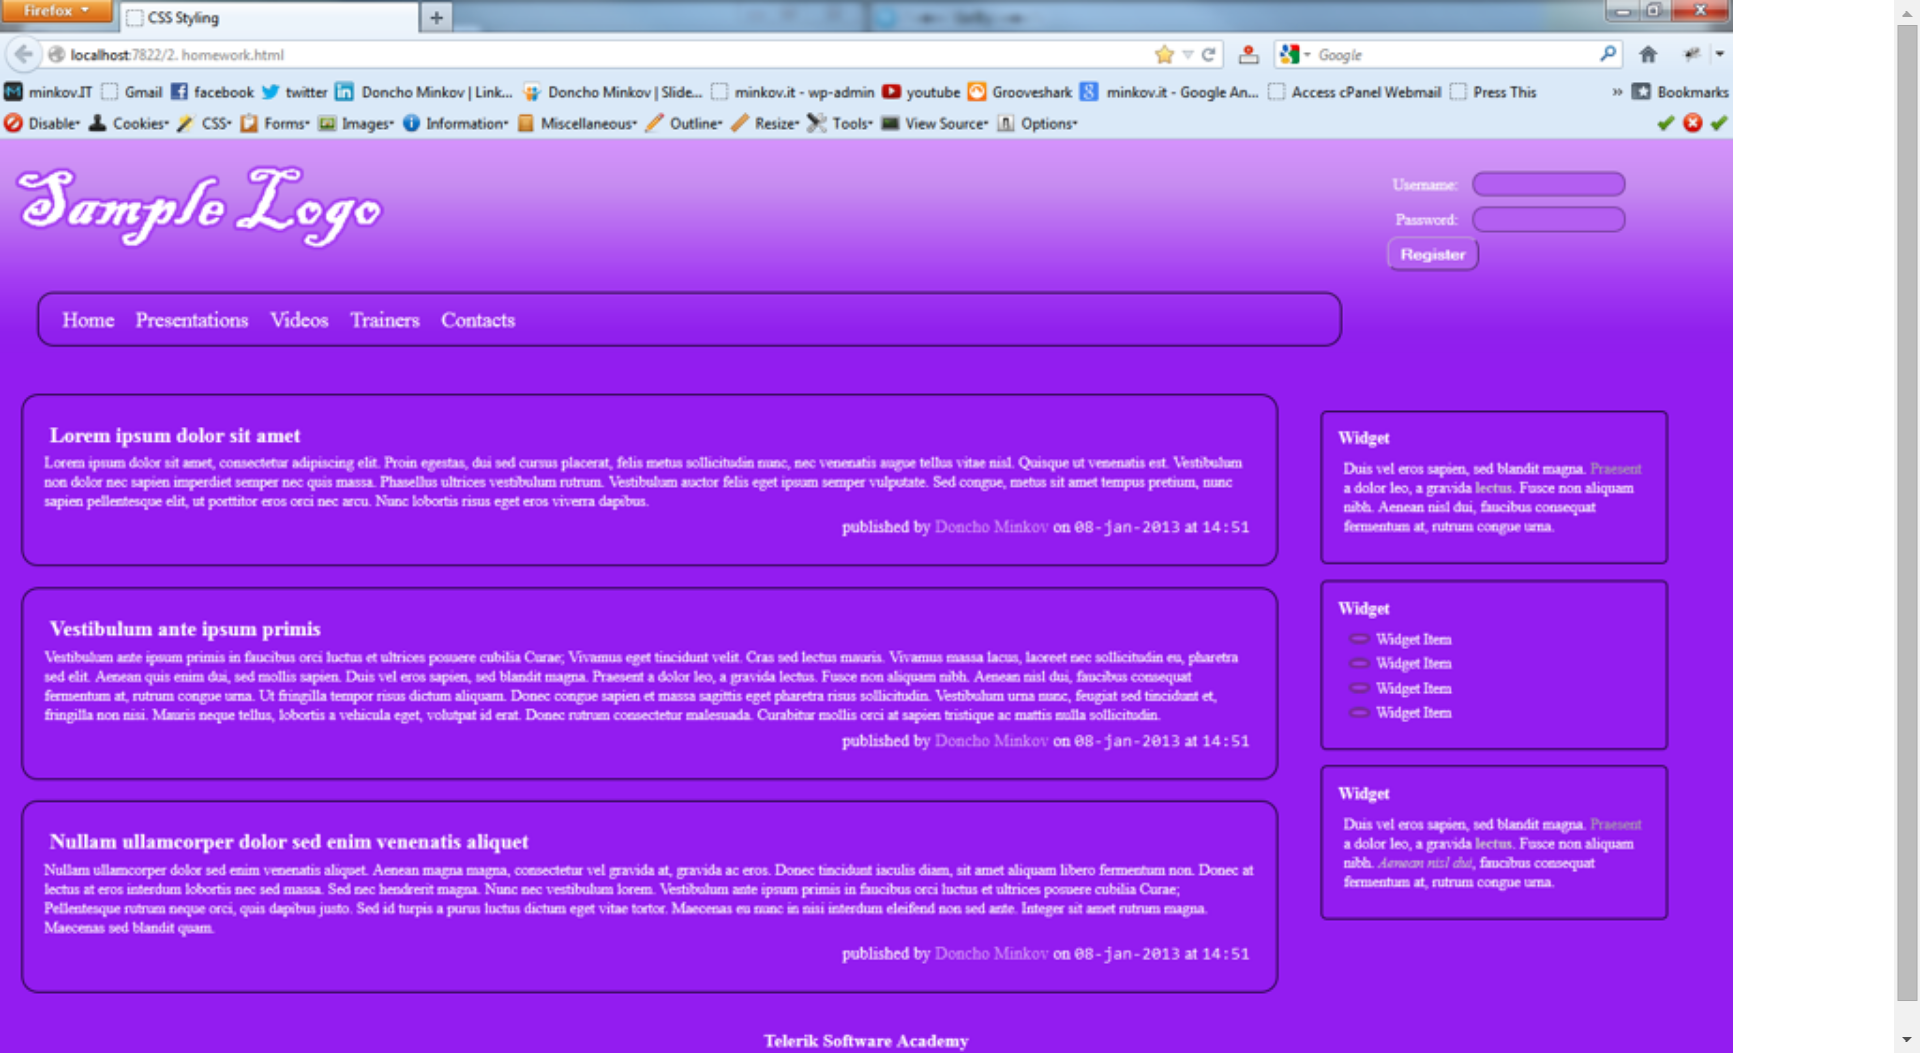 Firefox
CSS Styling
localhost:7822/2. homework.html
Google
minkov.IT Gmail facebook twitter Doncho Minkov | Link... Doncho Minkov | Slide... minkov.it - wp-admin youtube Grooveshark minkov.it - Google An... Access cPanel Webmail Press This » Bookmarks
Disable Cookies CSS Forms Images Information Miscellaneous Outline Resize Tools View Source Options
Sample Logo
Username:
Password:
Register
Home Presentations Videos Trainers Contacts
Lorem ipsum dolor sit amet
Lorem ipsum dolor sit amet, consectetur adipiscing elit. Proin egestas, dui sed cursus placerat, felis metus sollicitudin nunc, nec venenatis augue tellus vitae nisl. Quisque ut venenatis est. Vestibulum
non dolor nec sapien imperdiet semper nec quis massa. Phasellus ultrices vestibulum rutrum. Vestibulum auctor felis eget ipsum semper vulputate. Sed congue, metus sit amet tempus pretium, nunc
sapien pellentesque elit, ut porttitor eros orci nec arcu. Nunc lobortis risus eget eros viverra dapibus.
published by Doncho Minkov on 08-jan-2013 at 14:51
Vestibulum ante ipsum primis
Vestibulum ante ipsum primis in faucibus orci luctus et ultrices posuere cubilia Curae; Vivamus eget tincidunt velit. Cras sed lectus mauris. Vivamus massa lacus, laoreet nec sollicitudin eu, pharetra
sed elit. Aenean quis enim dui, sed mollis sapien. Duis vel eros sapien, sed blandit magna. Praesent a dolor leo, a gravida lectus. Fusce non aliquam nibh. Aenean nisl dui, faucibus consequat
fermentum at, rutrum congue urna. Ut fringilla tempor risus dictum aliquam. Donec congue sapien et massa sagittis eget pharetra risus sollicitudin. Vestibulum urna nunc, feugiat sed tincidunt et,
fringilla non nisi. Mauris neque tellus, lobortis a vehicula eget, volutpat id erat. Donec rutrum consectetur malesuada. Curabitur mollis orci at sapien tristique ac mattis nulla sollicitudin.
published by Doncho Minkov on 08-jan-2013 at 14:51
Nullam ullamcorper dolor sed enim venenatis aliquet
Nullam ullamcorper dolor sed enim venenatis aliquet. Aenean magna magna, consectetur vel gravida at, gravida ac eros. Donec tincidunt iaculis diam, sit amet aliquam libero fermentum non. Donec at
lectus at eros interdum lobortis nec sed massa. Sed nec hendrerit magna. Nunc nec vestibulum lorem. Vestibulum ante ipsum primis in faucibus orci luctus et ultrices posuere cubilia Curae;
Pellentesque rutrum neque orci, quis dapibus justo. Sed id turpis a purus luctus dictum eget vitae tortor. Maecenas eu nunc in nisi interdum eleifend non sed ante. Integer sit amet rutrum magna.
Maecenas sed blandit quam.
published by Doncho Minkov on 08-jan-2013 at 14:51
Widget
Duis vel eros sapien, sed blandit magna. Praesent
a dolor leo, a gravida lectus. Fusce non aliquam
nibh. Aenean nisl dui, faucibus consequat
fermentum at, rutrum congue urna.
Widget
Widget Item
Widget Item
Widget Item
Widget Item
Widget
Duis vel eros sapien, sed blandit magna. Praesent
a dolor leo, a gravida lectus. Fusce non aliquam
nibh. Aenean nisl dui, faucibus consequat
fermentum at, rutrum congue urna.
Telerik Software Academy